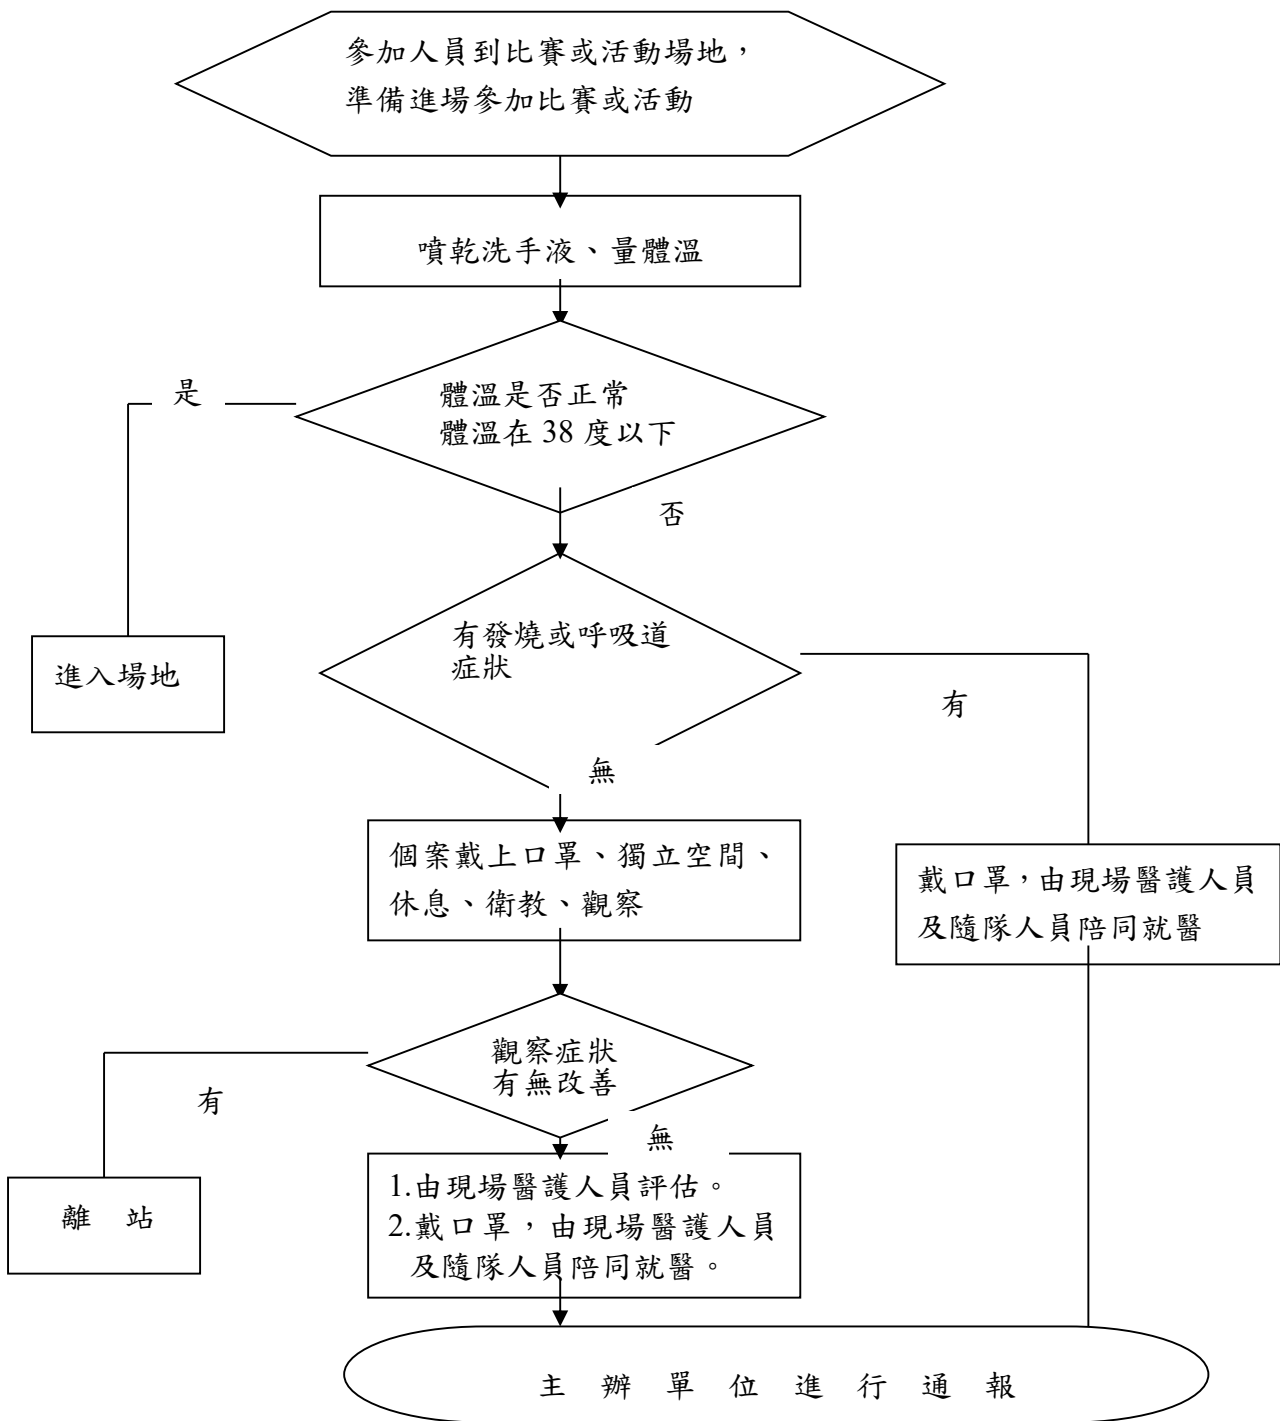 參加人員到比賽或活動場地，
準備進場參加比賽或活動
噴乾洗手液、量體溫
是
體溫是否正常
體溫在 38 度以下
否
有發燒或呼吸道
症狀
進入場地
有
無
個案戴上口罩、獨立空間、
休息、衛教、觀察
戴口罩，由現場醫護人員
及隨隊人員陪同就醫
觀察症狀
有無改善
有
無
1.由現場醫護人員評估。
2.戴口罩，由現場醫護人員
及隨隊人員陪同就醫。
離 站
主 辦 單 位 進 行 通 報